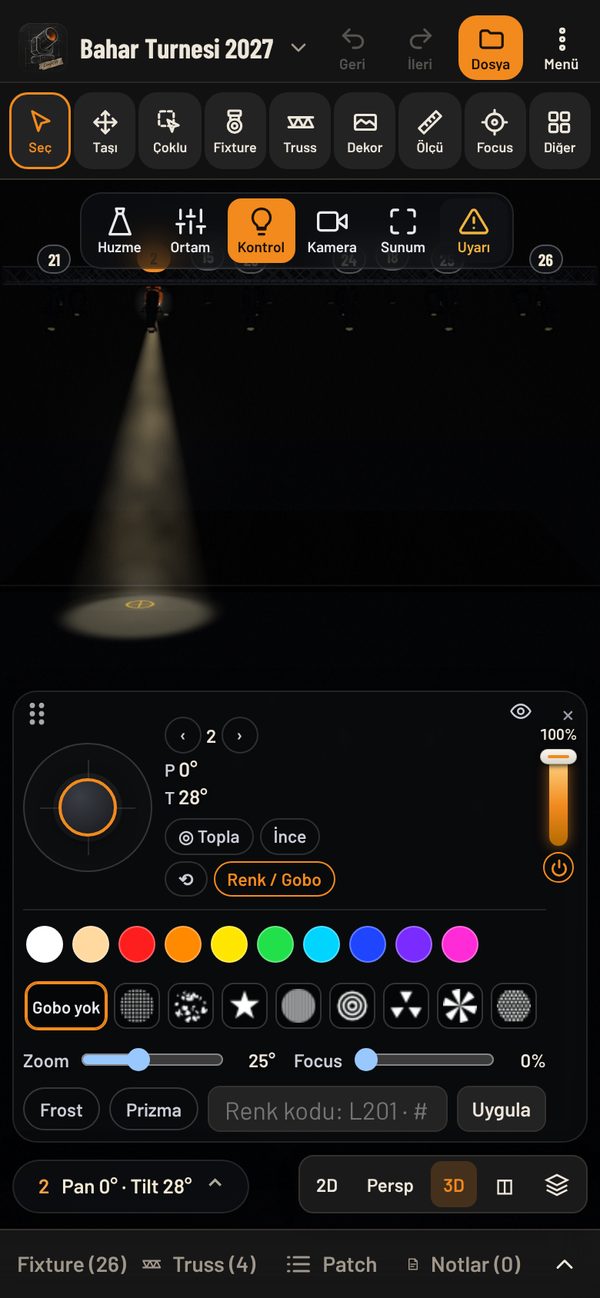 Bahar Turnesi 2027
Geri
İleri
Dosya
Menü
Seç
Taşı
Çoklu
Fixture
Truss
Dekor
Ölçü
Focus
Diğer
Huzme
Ortam
Kontrol
Kamera
Sunum
Uyarı
21
2
15
24
18
26
100%
2
P 0°
T 28°
Topla
İnce
Renk / Gobo
Gobo yok
Zoom
25°
Focus
0%
Frost
Prizma
Renk kodu: L201 · #
Uygula
2 Pan 0° · Tilt 28°
2D
Persp
3D
Fixture (26)
Truss (4)
Patch
Notlar (0)